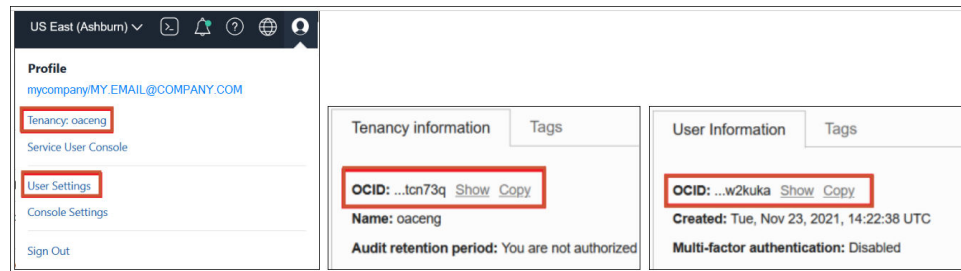 US East (Ashburn)
Profile
mycompany/MY.EMAIL@COMPANY.COM
Tenancy: oaceng
Service User Console
User Settings
Console Settings
Sign Out
Tenancy information Tags
OCID: ...tcn73q Show Copy
Name: oaceng
Audit retention period: You are not authorized
User Information Tags
OCID: ...w2kuka Show Copy
Created: Tue, Nov 23, 2021, 14:22:38 UTC
Multi-factor authentication: Disabled